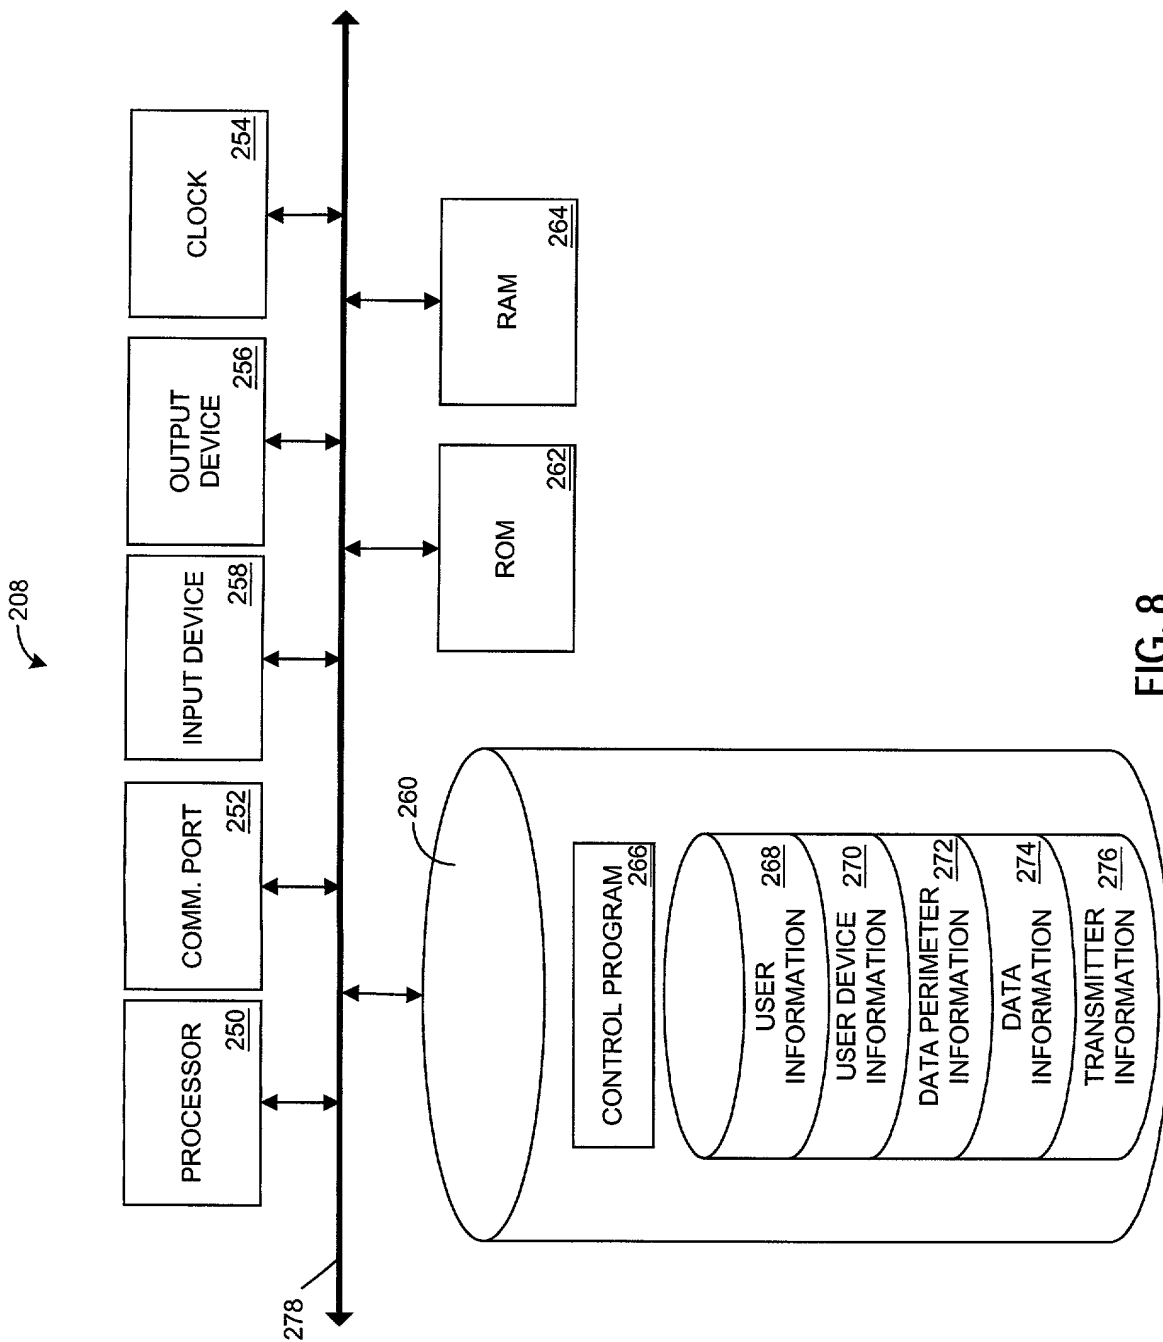 208
PROCESSOR
250
COMM. PORT
252
INPUT DEVICE
258
OUTPUT
DEVICE
256
CLOCK
254
278
260
ROM
262
RAM
264
CONTROL PROGRAM
266
USER
INFORMATION
268
USER DEVICE
INFORMATION
270
DATA PERIMETER
INFORMATION
272
DATA
INFORMATION
274
TRANSMITTER
INFORMATION
276
FIG. 8